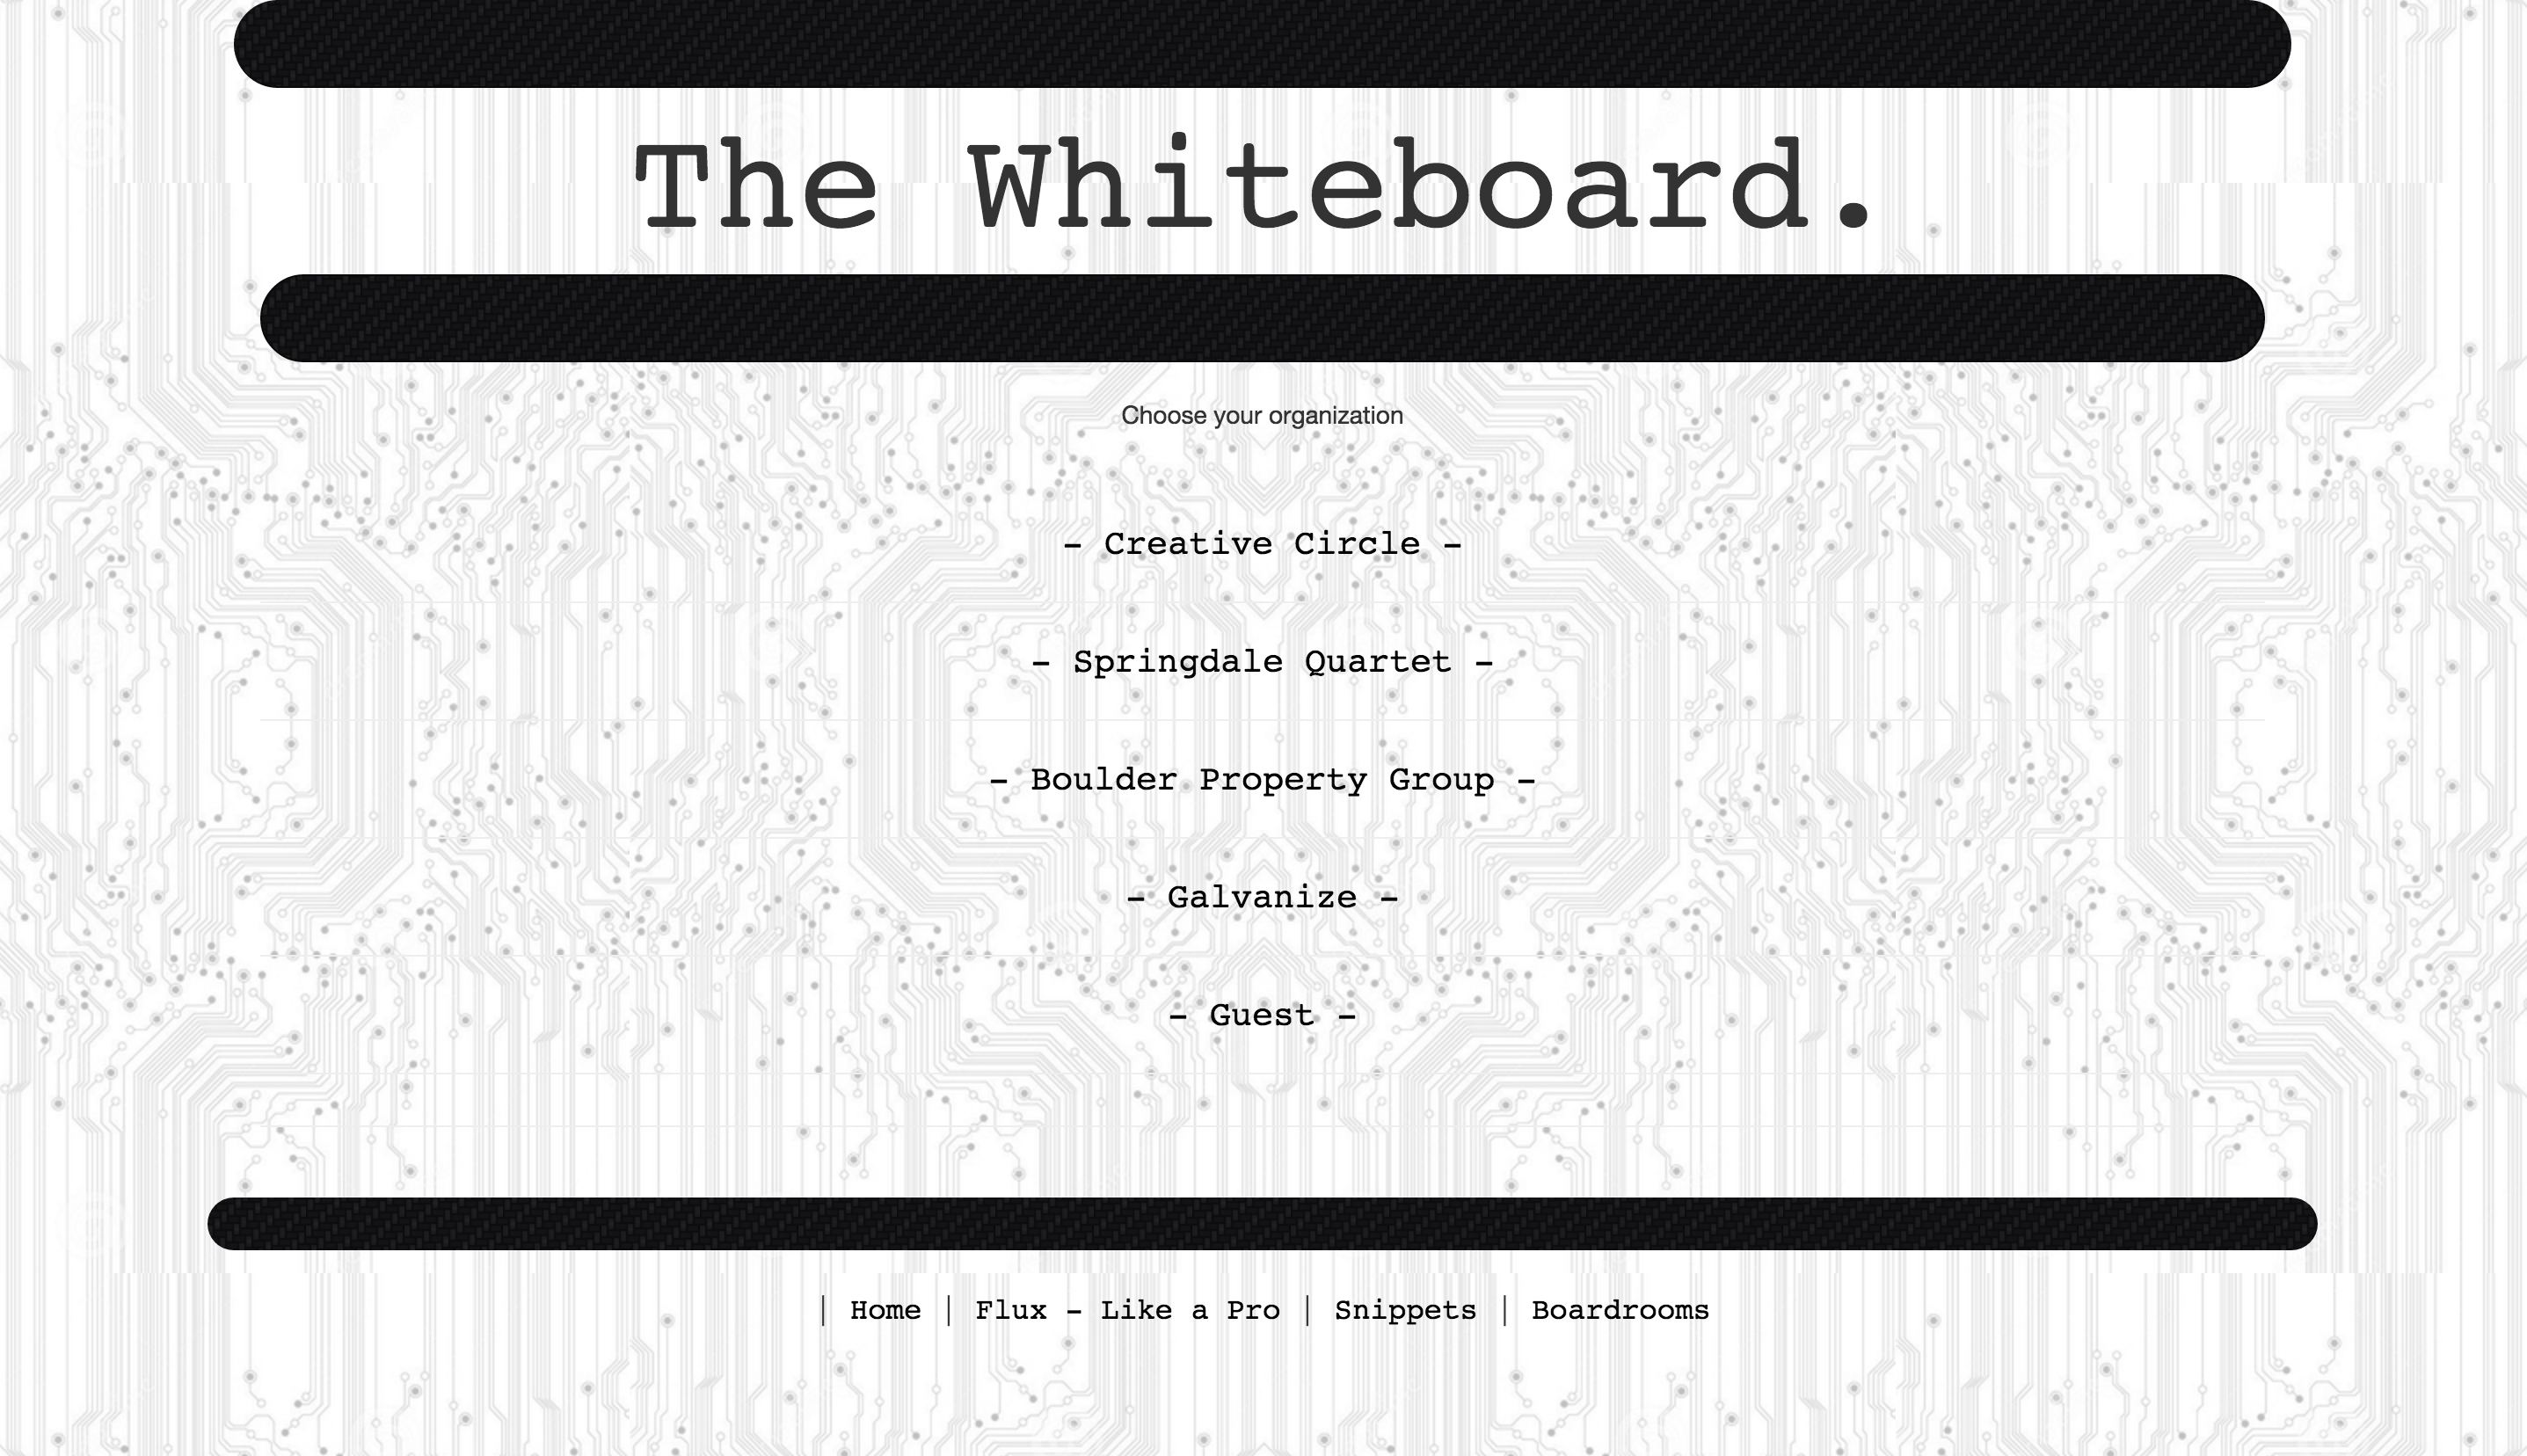 The Whiteboard.
Choose your organization
- Creative Circle -
- Springdale Quartet -
- Boulder Property Group -
- Galvanize -
- Guest -
| Home | Flux - Like a Pro | Snippets | Boardrooms